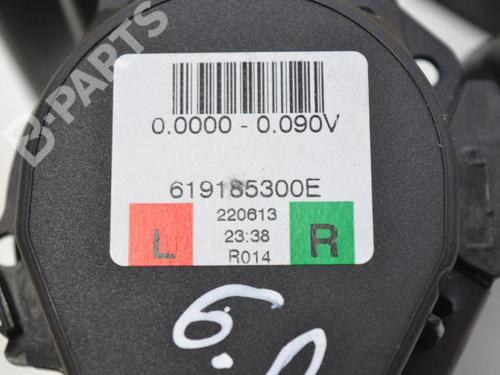 B-PARTS
0.0000 - 0.090V
619185300E
L
220613
R
23:38
R014